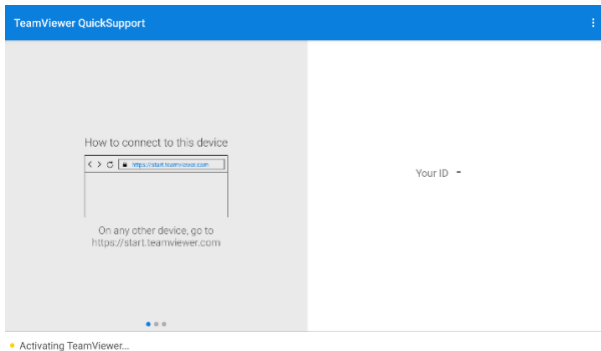 TeamViewer QuickSupport
How to connect to this device
https://start.teamviewer.com
On any other device, go to
https://start.teamviewer.com
Your ID -
Activating TeamViewer...